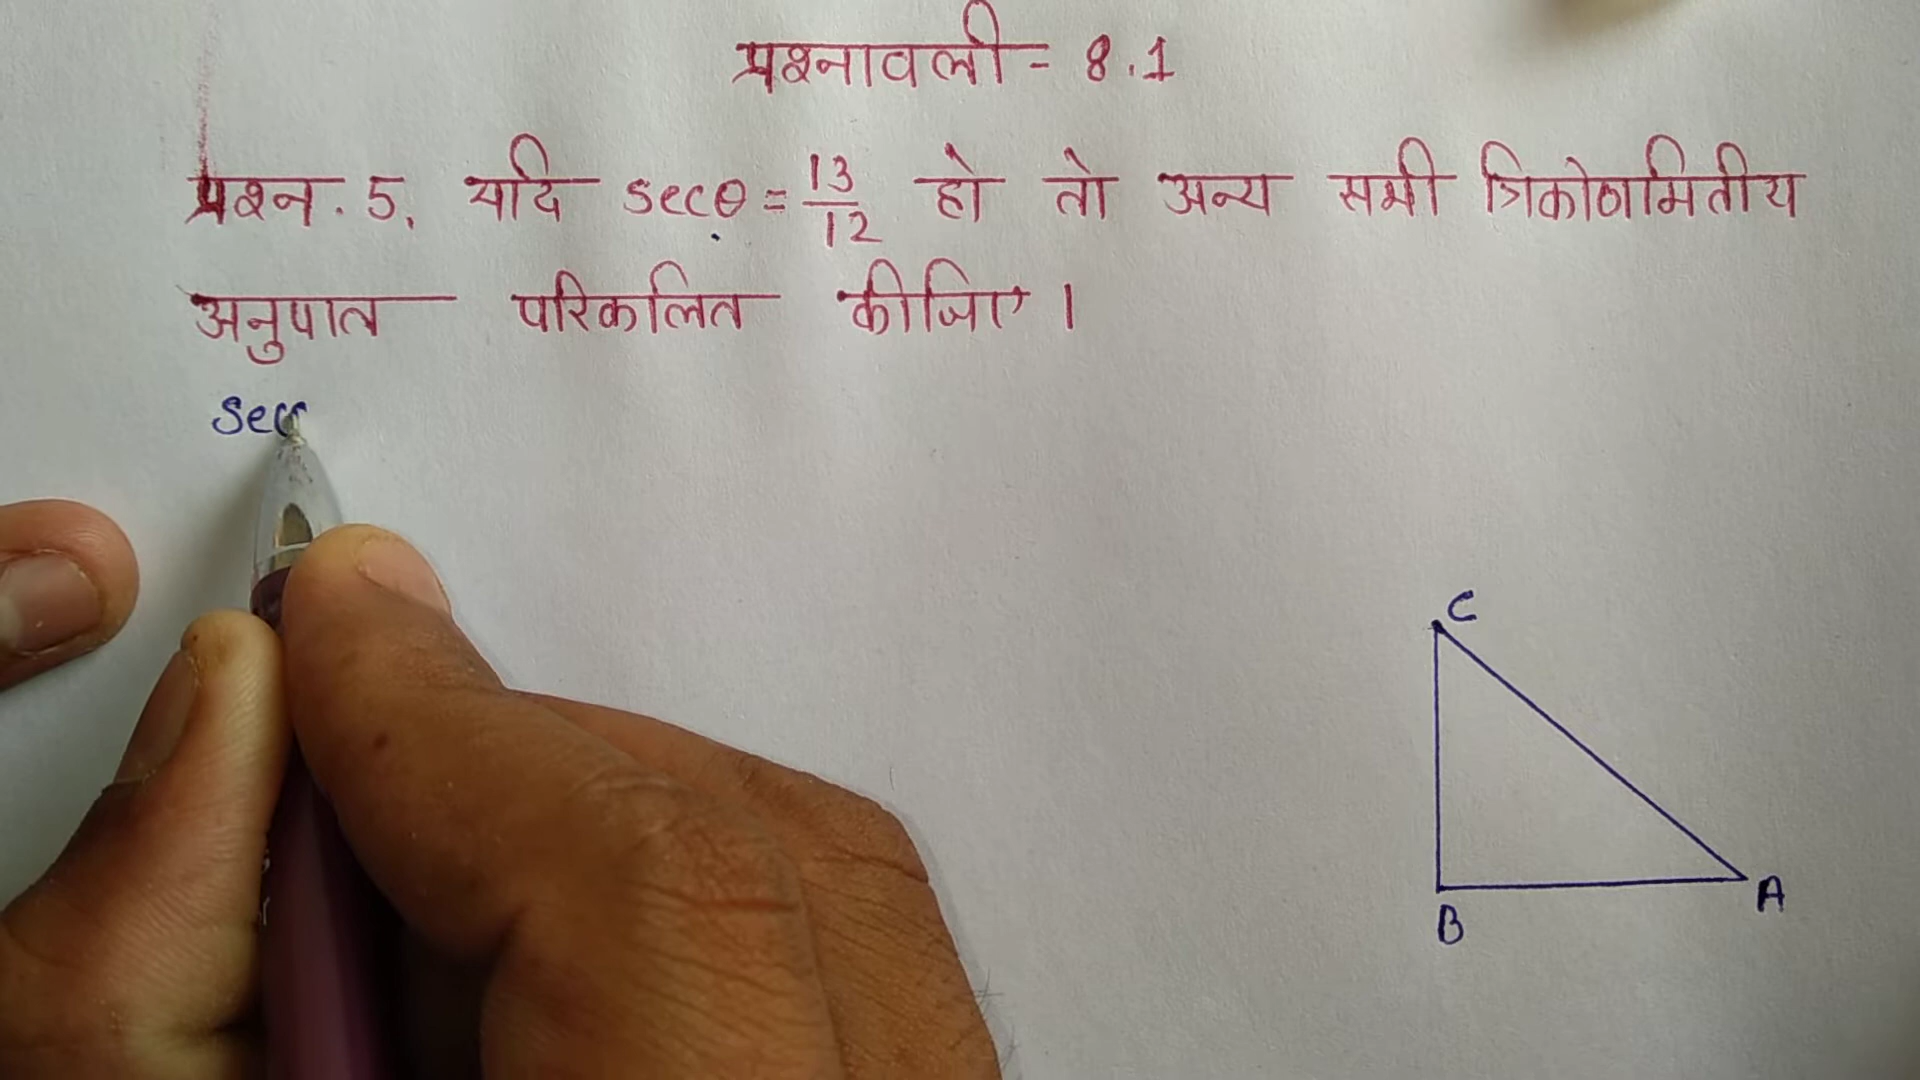 प्रश्नावली - 8.1
प्रश्न. 5. यदि secθ = 13/12 हो तो अन्य सभी त्रिकोणमितीय
अनुपात परिकलित कीजिए।
sec
C
B
A